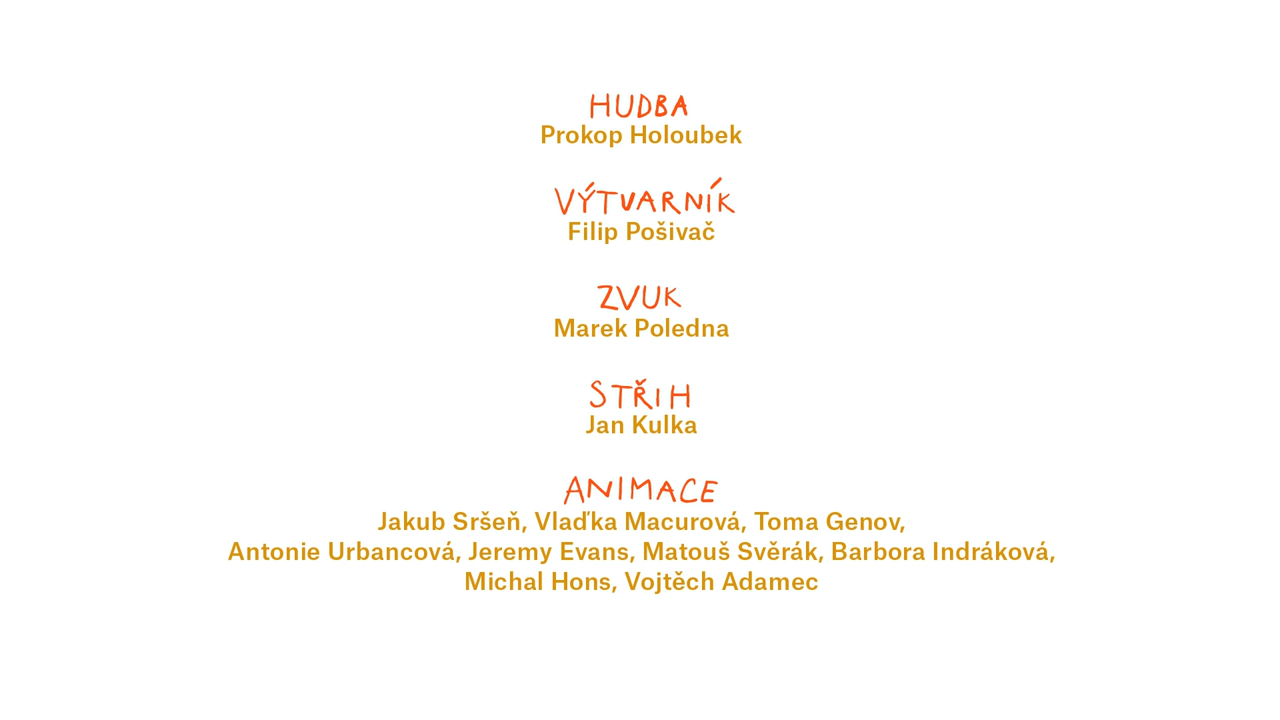 HUDBA
Prokop Holoubek
VÝTVARNÍK
Filip Pošivač
ZVUK
Marek Poledna
STŘIH
Jan Kulka
ANIMACE
Jakub Sršeň, Vlaďka Macurová, Toma Genov,
Antonie Urbancová, Jeremy Evans, Matouš Svěrák, Barbora Indráková,
Michal Hons, Vojtěch Adamec